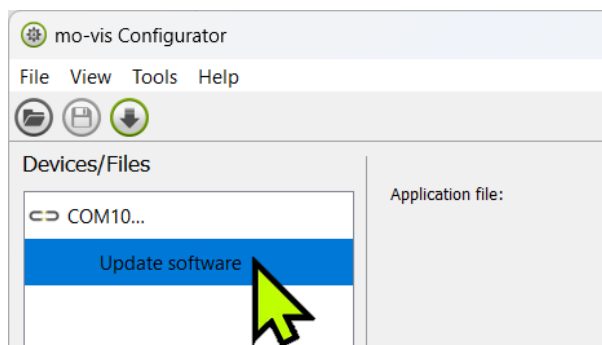 mo-vis Configurator
File View Tools Help
Devices/Files
Application file:
COM10...
Update software